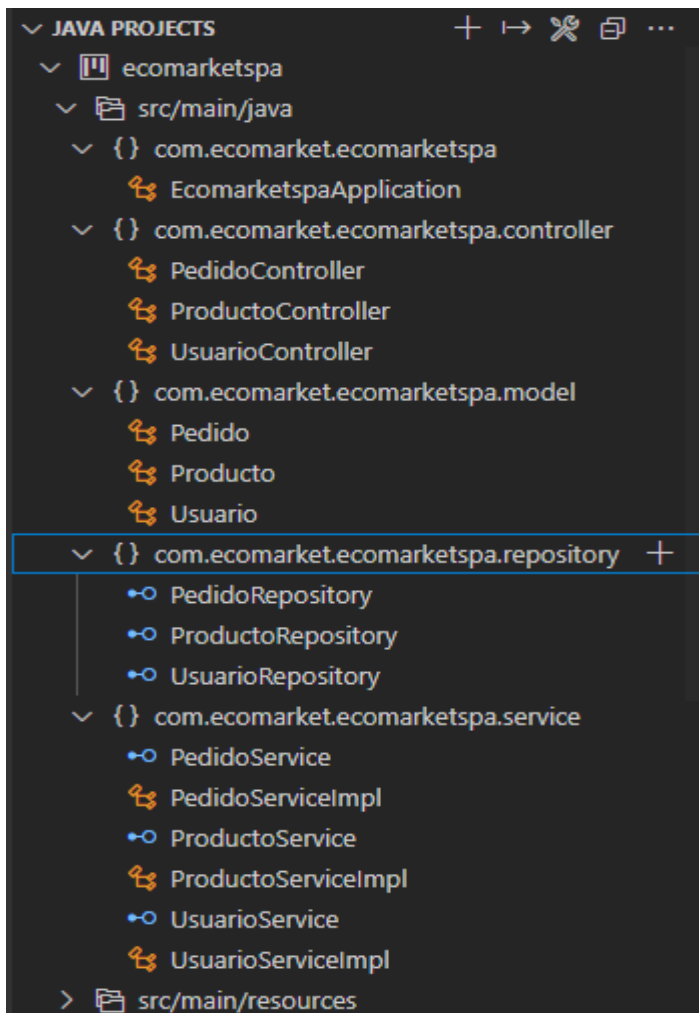 JAVA PROJECTS
ecomarketspa
src/main/java
{} com.ecomarket.ecomarketspa
EcomarketspaApplication
{} com.ecomarket.ecomarketspa.controller
PedidoController
ProductoController
UsuarioController
{} com.ecomarket.ecomarketspa.model
Pedido
Producto
Usuario
{} com.ecomarket.ecomarketspa.repository
PedidoRepository
ProductoRepository
UsuarioRepository
{} com.ecomarket.ecomarketspa.service
PedidoService
PedidoServiceImpl
ProductoService
ProductoServiceImpl
UsuarioService
UsuarioServiceImpl
src/main/resources